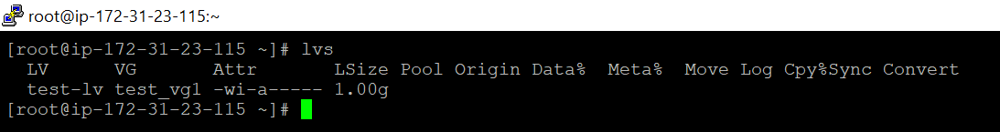 root@ip-172-31-23-115:~
[root@ip-172-31-23-115 ~]# lvs
  LV      VG       Attr       LSize Pool Origin Data%  Meta%  Move Log Cpy%Sync Convert
  test-lv test_vg1 -wi-a----- 1.00g
[root@ip-172-31-23-115 ~]#